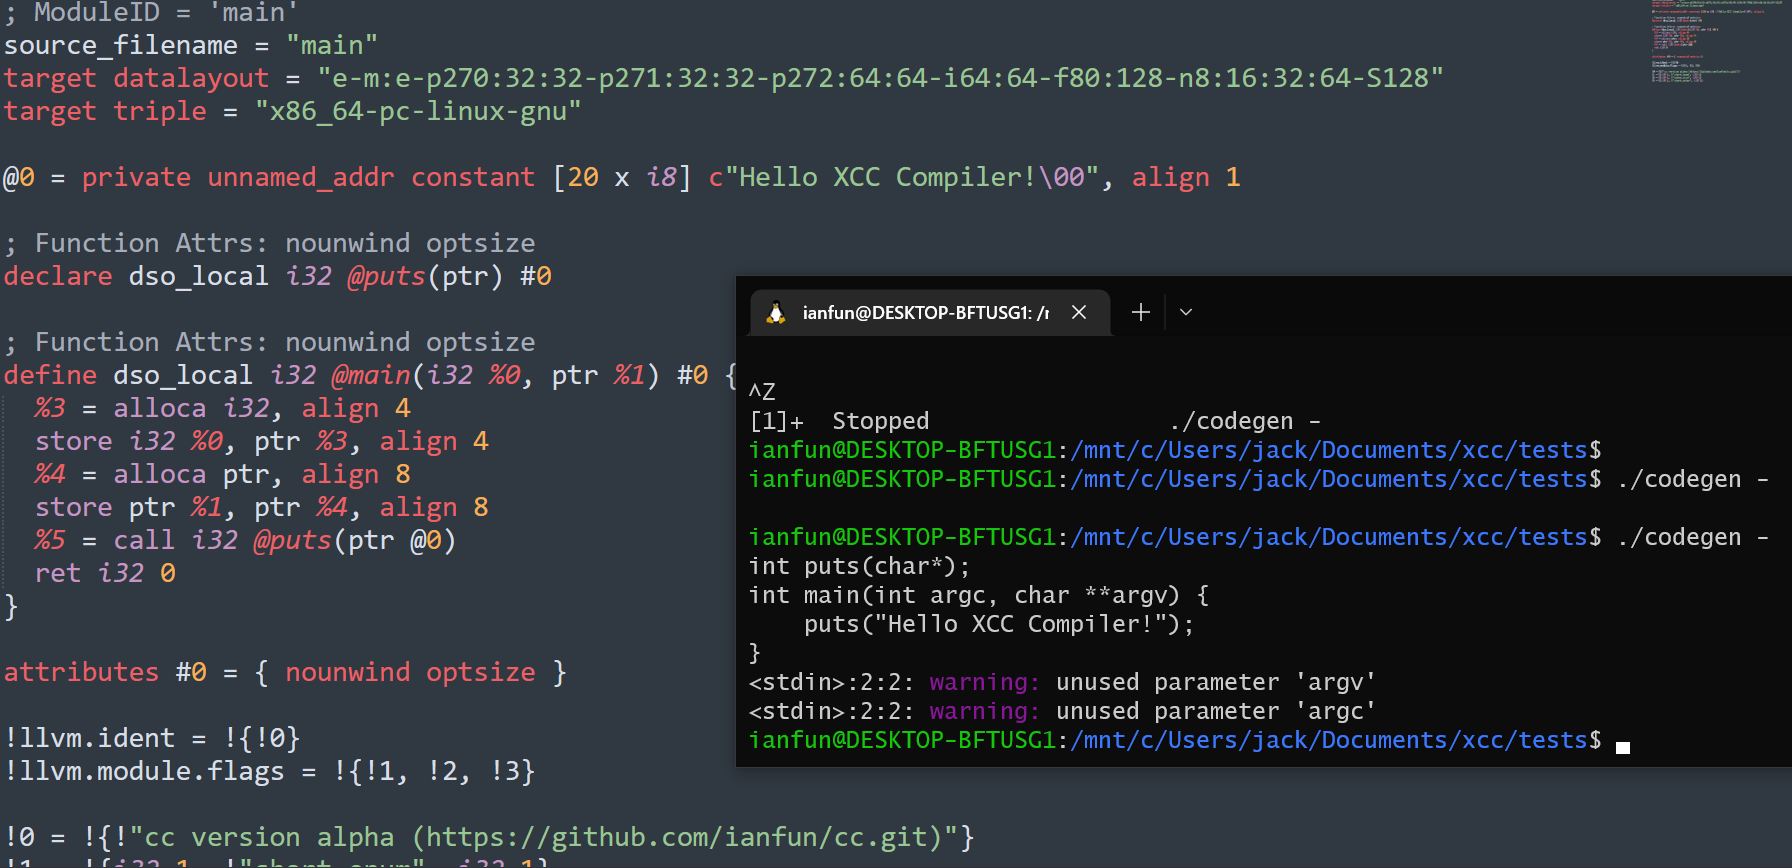 ; ModuleID = 'main'
source_filename = "main"
target datalayout = "e-m:e-p270:32:32-p271:32:32-p272:64:64-i64:64-f80:128-n8:16:32:64-S128"
target triple = "x86_64-pc-linux-gnu"
@0 = private unnamed_addr constant [20 x i8] c"Hello XCC Compiler!\00", align 1
; Function Attrs: nounwind optsize
declare dso_local i32 @puts(ptr) #0
; Function Attrs: nounwind optsize
define dso_local i32 @main(i32 %0, ptr %1) #0 {
%3 = alloca i32, align 4
store i32 %0, ptr %3, align 4
%4 = alloca ptr, align 8
store ptr %1, ptr %4, align 8
%5 = call i32 @puts(ptr @0)
ret i32 0
}
attributes #0 = { nounwind optsize }
!llvm.ident = !{!0}
!llvm.module.flags = !{!1, !2, !3}
!0 = !{!"cc version alpha (https://github.com/ianfun/cc.git)"}
!1 = !{i32 1, !"short_enum", i32 1}
ianfun@DESKTOP-BFTUSG1: /r
^Z
[1]+  Stopped                 ./codegen -
ianfun@DESKTOP-BFTUSG1:/mnt/c/Users/jack/Documents/xcc/tests$
ianfun@DESKTOP-BFTUSG1:/mnt/c/Users/jack/Documents/xcc/tests$ ./codegen -
ianfun@DESKTOP-BFTUSG1:/mnt/c/Users/jack/Documents/xcc/tests$ ./codegen -
int puts(char*);
int main(int argc, char **argv) {
    puts("Hello XCC Compiler!");
}
<stdin>:2:2: warning: unused parameter 'argv'
<stdin>:2:2: warning: unused parameter 'argc'
ianfun@DESKTOP-BFTUSG1:/mnt/c/Users/jack/Documents/xcc/tests$